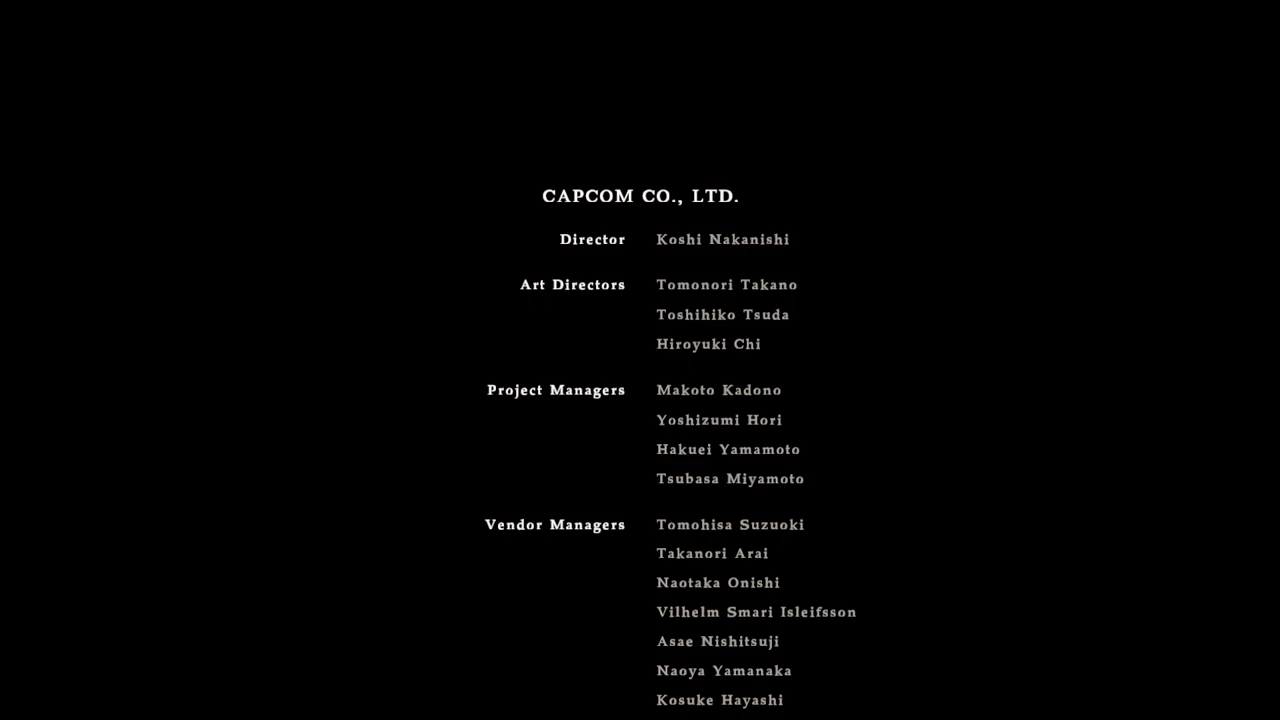 CAPCOM CO., LTD.
Director Koshi Nakanishi
Art Directors Tomonori Takano
Toshihiko Tsuda
Hiroyuki Chi
Project Managers Makoto Kadono
Yoshizumi Hori
Hakuei Yamamoto
Tsubasa Miyamoto
Vendor Managers Tomohisa Suzuoki
Takanori Arai
Naotaka Onishi
Vilhelm Smari Isleifsson
Asae Nishitsuji
Naoya Yamanaka
Kosuke Hayashi